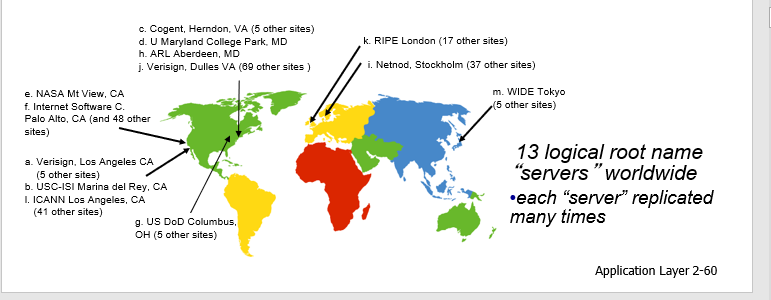 c. Cogent, Herndon, VA (5 other sites)
d. U Maryland College Park, MD
h. ARL Aberdeen, MD
j. Verisign, Dulles VA (69 other sites )
k. RIPE London (17 other sites)
i. Netnod, Stockholm (37 other sites)
m. WIDE Tokyo
(5 other sites)
e. NASA Mt View, CA
f. Internet Software C.
Palo Alto, CA (and 48 other
sites)
a. Verisign, Los Angeles CA
(5 other sites)
b. USC-ISI Marina del Rey, CA
l. ICANN Los Angeles, CA
(41 other sites)
g. US DoD Columbus,
OH (5 other sites)
13 logical root name
“servers” worldwide
•each “server” replicated
many times
Application Layer 2-60